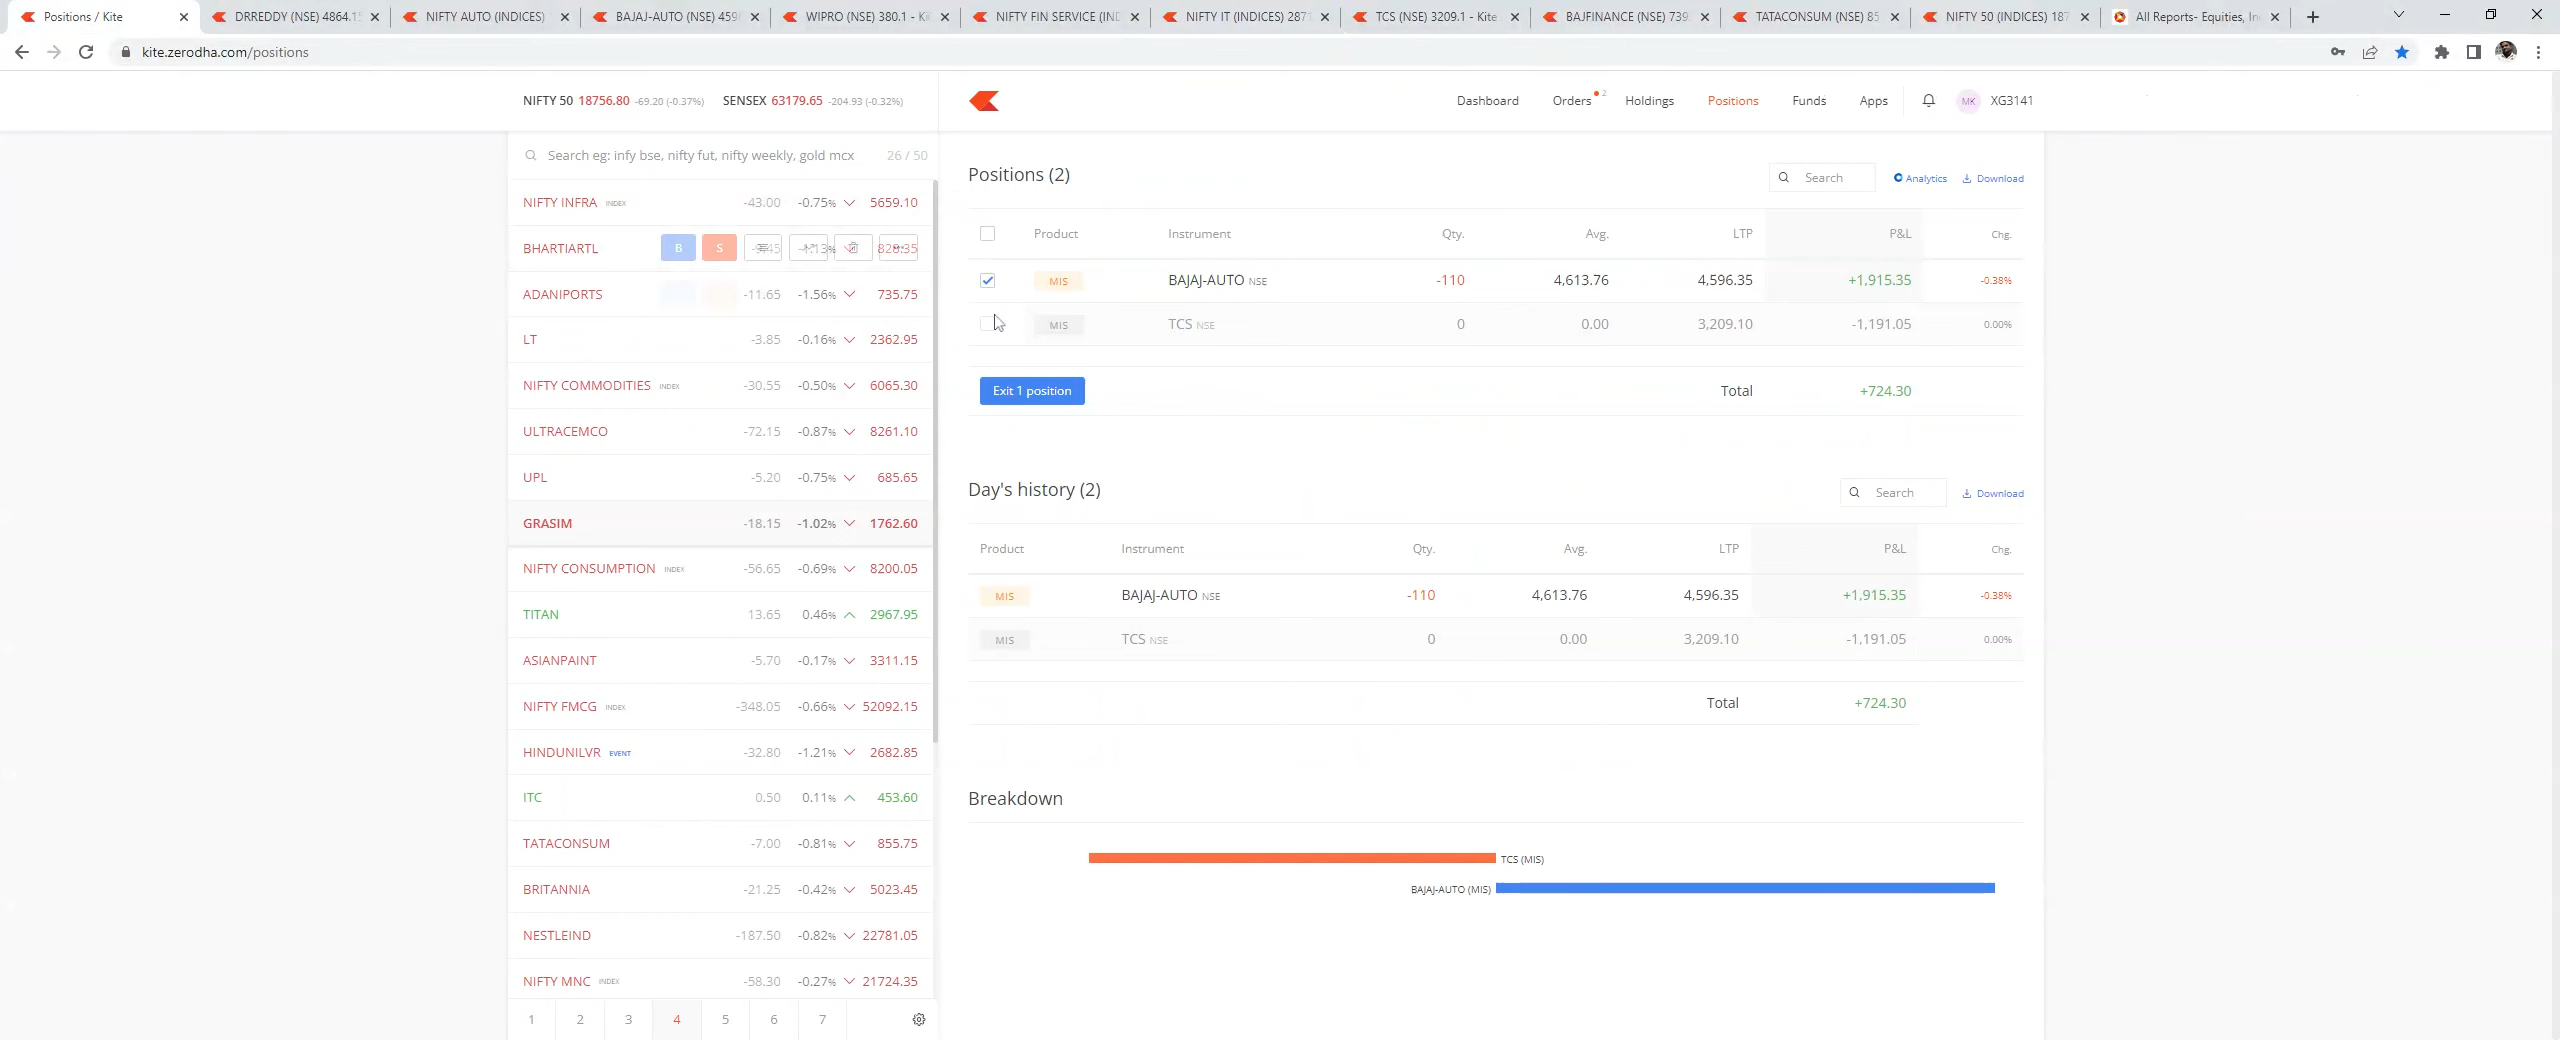 Positions / Kite
DRREDDY (NSE) 4864.1
NIFTY AUTO (INDICES)
BAJAJ-AUTO (NSE) 459
WIPRO (NSE) 380.1 - Ki
NIFTY FIN SERVICE (IND
NIFTY IT (INDICES) 287
TCS (NSE) 3209.1 - Kite
BAJFINANCE (NSE) 739
TATACONSUM (NSE) 85
NIFTY 50 (INDICES) 187
All Reports- Equities, In
kite.zerodha.com/positions
NIFTY 50 18756.80 -69.20 (-0.37%) SENSEX 63179.65 -204.93 (-0.32%)
Dashboard Orders 2 Holdings Positions Funds Apps MK XG3141
Search eg: infy bse, nifty fut, nifty weekly, gold mcx 26 / 50
NIFTY INFRA INDEX -43.00 -0.75% 5659.10
BHARTIARTL B S -9.45 828.35
ADANIPORTS -11.65 -1.56% 735.75
LT -3.85 -0.16% 2362.95
NIFTY COMMODITIES INDEX -30.55 -0.50% 6065.30
ULTRACEMCO -72.15 -0.87% 8261.10
UPL -5.20 -0.75% 685.65
GRASIM -18.15 -1.02% 1762.60
NIFTY CONSUMPTION INDEX -56.65 -0.69% 8200.05
TITAN 13.65 0.46% 2967.95
ASIANPAINT -5.70 -0.17% 3311.15
NIFTY FMCG INDEX -348.05 -0.66% 52092.15
HINDUNILVR EVENT -32.80 -1.21% 2682.85
ITC 0.50 0.11% 453.60
TATACONSUM -7.00 -0.81% 855.75
BRITANNIA -21.25 -0.42% 5023.45
NESTLEIND -187.50 -0.82% 22781.05
NIFTY MNC INDEX -58.30 -0.27% 21724.35
1 2 3 4 5 6 7
Positions (2)
Search Analytics Download
Product Instrument Qty. Avg. LTP P&L Chg.
MIS BAJAJ-AUTO NSE -110 4,613.76 4,596.35 +1,915.35 -0.38%
MIS TCS NSE 0 0.00 3,209.10 -1,191.05 0.00%
Exit 1 position Total +724.30
Day's history (2)
Search Download
Product Instrument Qty. Avg. LTP P&L Chg.
MIS BAJAJ-AUTO NSE -110 4,613.76 4,596.35 +1,915.35 -0.38%
MIS TCS NSE 0 0.00 3,209.10 -1,191.05 0.00%
Total +724.30
Breakdown
TCS (MIS)
BAJAJ-AUTO (MIS)